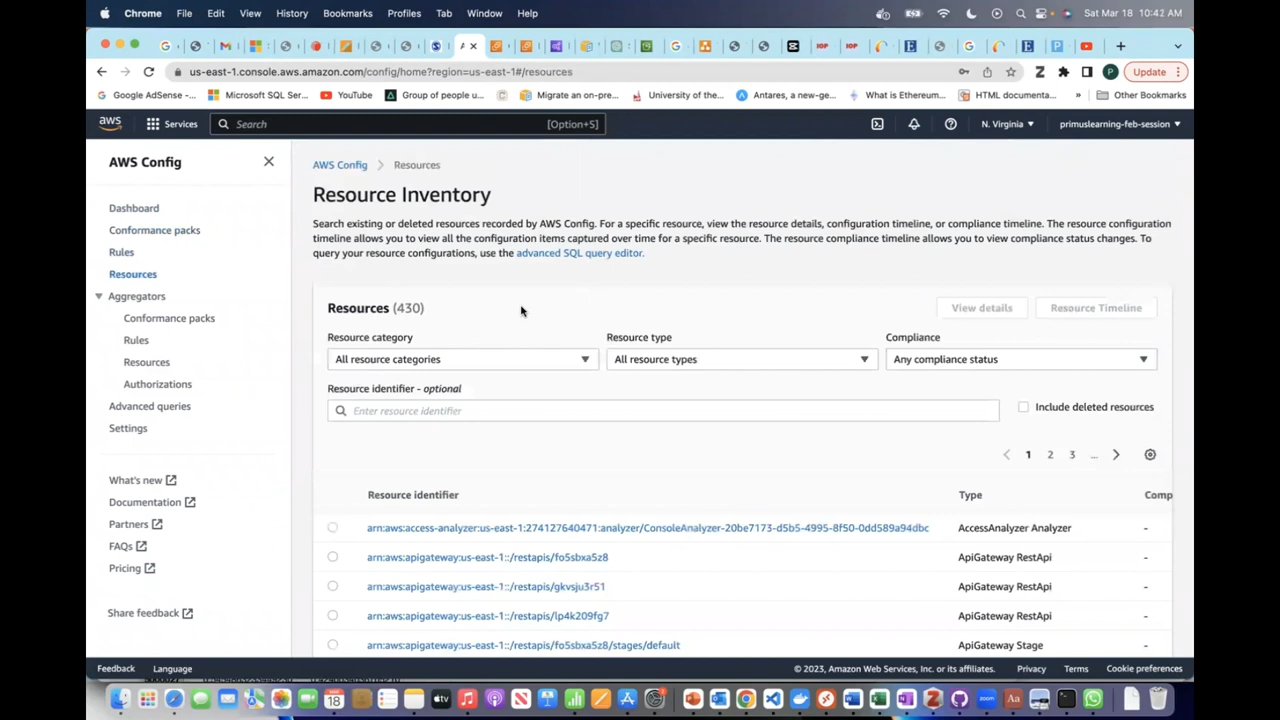 Chrome File Edit View History Bookmarks Profiles Tab Window Help Sat Mar 18 10:42 AM
us-east-1.console.aws.amazon.com/config/home?region=us-east-1#/resources Update
Google AdSense -... Microsoft SQL Ser... YouTube Group of people u... Migrate an on-pre... University of the... Antares, a new-ge... What is Ethereum... HTML documenta... » Other Bookmarks
aws Services Search [Option+S] N. Virginia primuslearning-feb-session
AWS Config
Dashboard
Conformance packs
Rules
Resources
Aggregators
Conformance packs
Rules
Resources
Authorizations
Advanced queries
Settings
What's new
Documentation
Partners
FAQs
Pricing
Share feedback
AWS Config > Resources
Resource Inventory
Search existing or deleted resources recorded by AWS Config. For a specific resource, view the resource details, configuration timeline, or compliance timeline. The resource configuration
timeline allows you to view all the configuration items captured over time for a specific resource. The resource compliance timeline allows you to view compliance status changes. To
query your resource configurations, use the advanced SQL query editor.
Resources (430) View details Resource Timeline
Resource category Resource type Compliance
All resource categories All resource types Any compliance status
Resource identifier - optional
Enter resource identifier Include deleted resources
1 2 3 ...
Resource identifier Type Comp
arn:aws:access-analyzer:us-east-1:274127640471:analyzer/ConsoleAnalyzer-20be7173-d5b5-4995-8f50-0dd589a94dbc AccessAnalyzer Analyzer -
arn:aws:apigateway:us-east-1::/restapis/fo5sbxa5z8 ApiGateway RestApi -
arn:aws:apigateway:us-east-1::/restapis/gkvsju3r51 ApiGateway RestApi -
arn:aws:apigateway:us-east-1::/restapis/lp4k209fg7 ApiGateway RestApi -
arn:aws:apigateway:us-east-1::/restapis/fo5sbxa5z8/stages/default ApiGateway Stage -
Feedback Language © 2023, Amazon Web Services, Inc. or its affiliates. Privacy Terms Cookie preferences